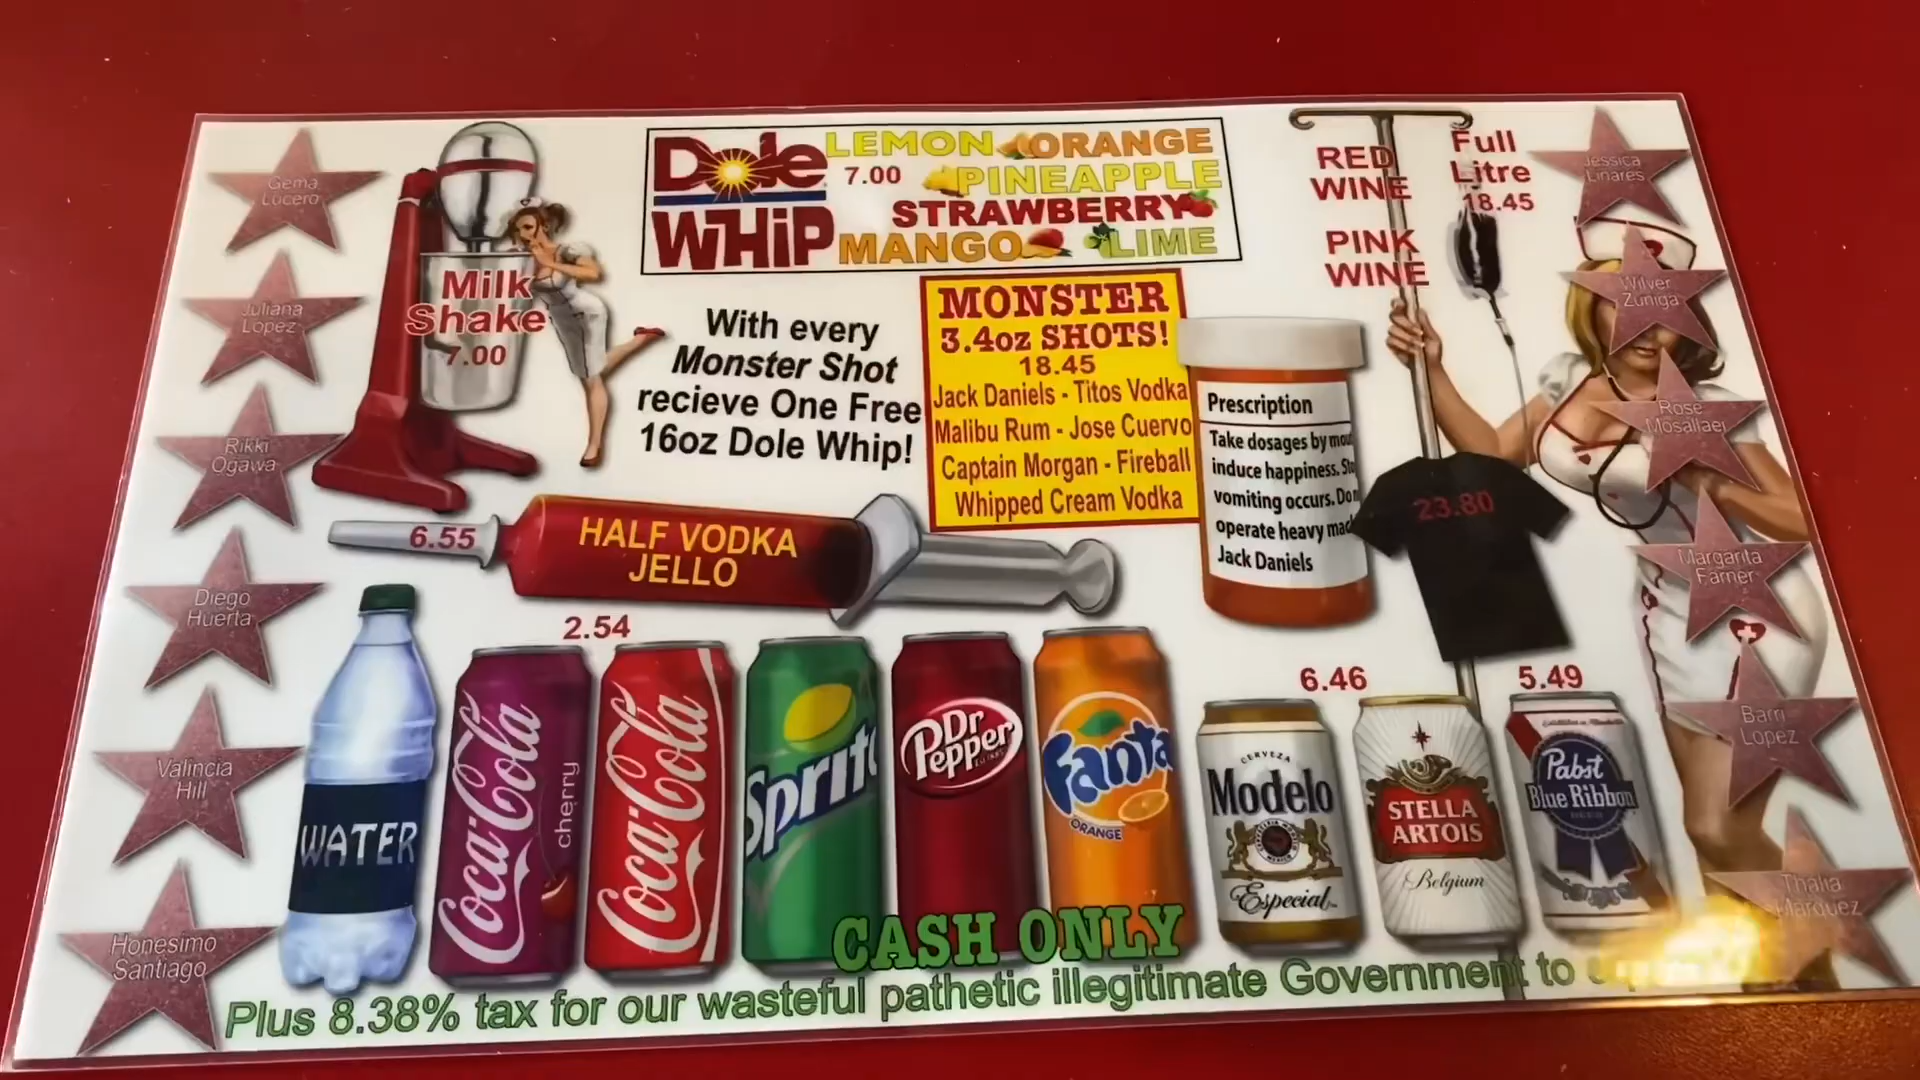 Gema
Lucero
Juliana
Lopez
Rikki
Ogawa
Diego
Huerta
Valincia
Hill
Honesimo
Santiago
Milk
Shake
7.00
Dole
WHiP
LEMON ORANGE
7.00 PINEAPPLE
STRAWBERRY
MANGO LIME
With every
Monster Shot
recieve One Free
16oz Dole Whip!
MONSTER
3.4oz SHOTS!
18.45
Jack Daniels - Titos Vodka
Malibu Rum - Jose Cuervo
Captain Morgan - Fireball
Whipped Cream Vodka
RED
WINE
PINK
WINE
Full
Litre
18.45
Prescription
Take dosages by mou
induce happiness. Sto
vomiting occurs. Do n
operate heavy mac
Jack Daniels
23.80
6.55
HALF VODKA
JELLO
2.54
WATER
Coca-Cola
cherry
Coca-Cola
Sprite
Dr
Pepper
Fanta
ORANGE
6.46
CERVEZA
Modelo
Especial
STELLA
ARTOIS
Belgium
5.49
Pabst
Blue Ribbon
BEER
Jessica
Linares
Wilver
Zuniga
Rose
Mosallaei
Margarita
Farner
Barri
Lopez
Thalia
Marquez
CASH ONLY
Plus 8.38% tax for our wasteful pathetic illegitimate Government to